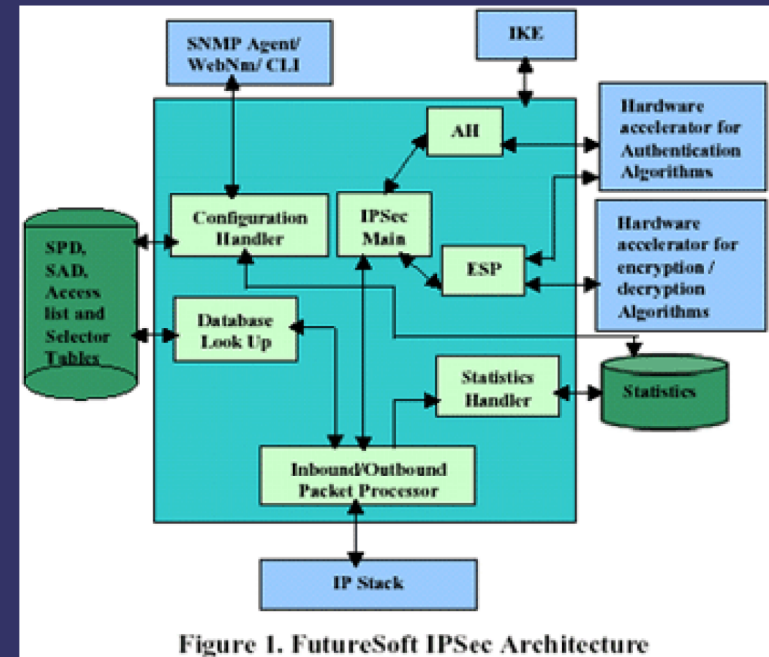 SNMP Agent/
WebNm/ CLI
IKE
AH
Hardware
accelerator for
Authentication
Algorithms
Configuration
Handler
IPSec
Main
SPD,
SAD,
Access
list and
Selector
Tables
ESP
Hardware
accelerator for
encryption /
decryption
Algorithms
Database
Look Up
Statistics
Handler
Statistics
Inbound/Outbound
Packet Processor
IP Stack
Figure 1. FutureSoft IPSec Architecture